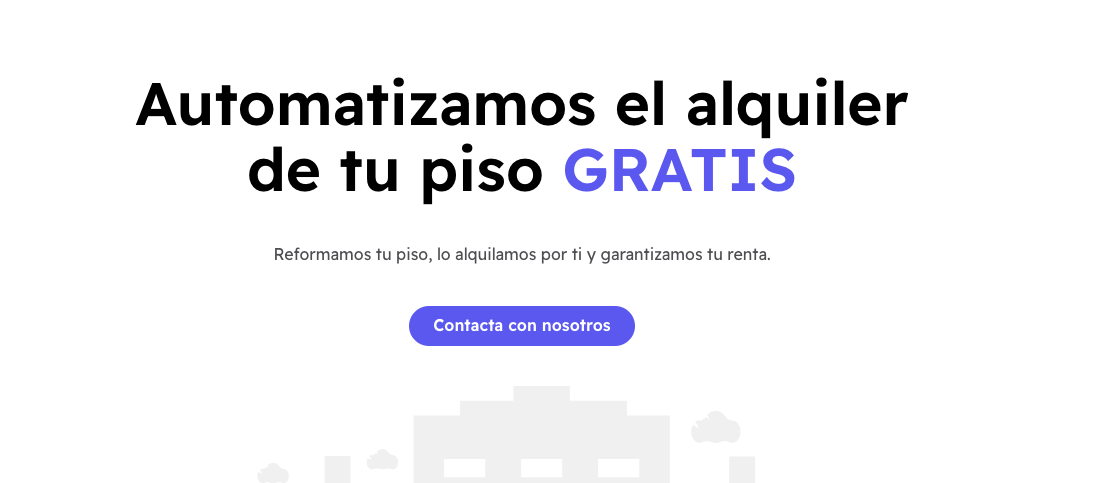 Automatizamos el alquiler
de tu piso GRATIS
Reformamos tu piso, lo alquilamos por ti y garantizamos tu renta.
Contacta con nosotros